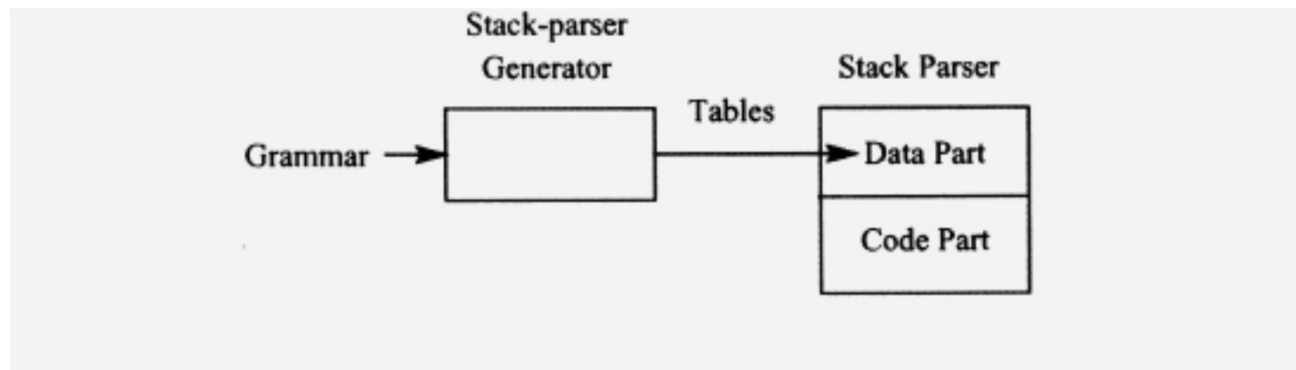 Stack-parser
Generator
Stack Parser
Tables
Grammar
Data Part
Code Part